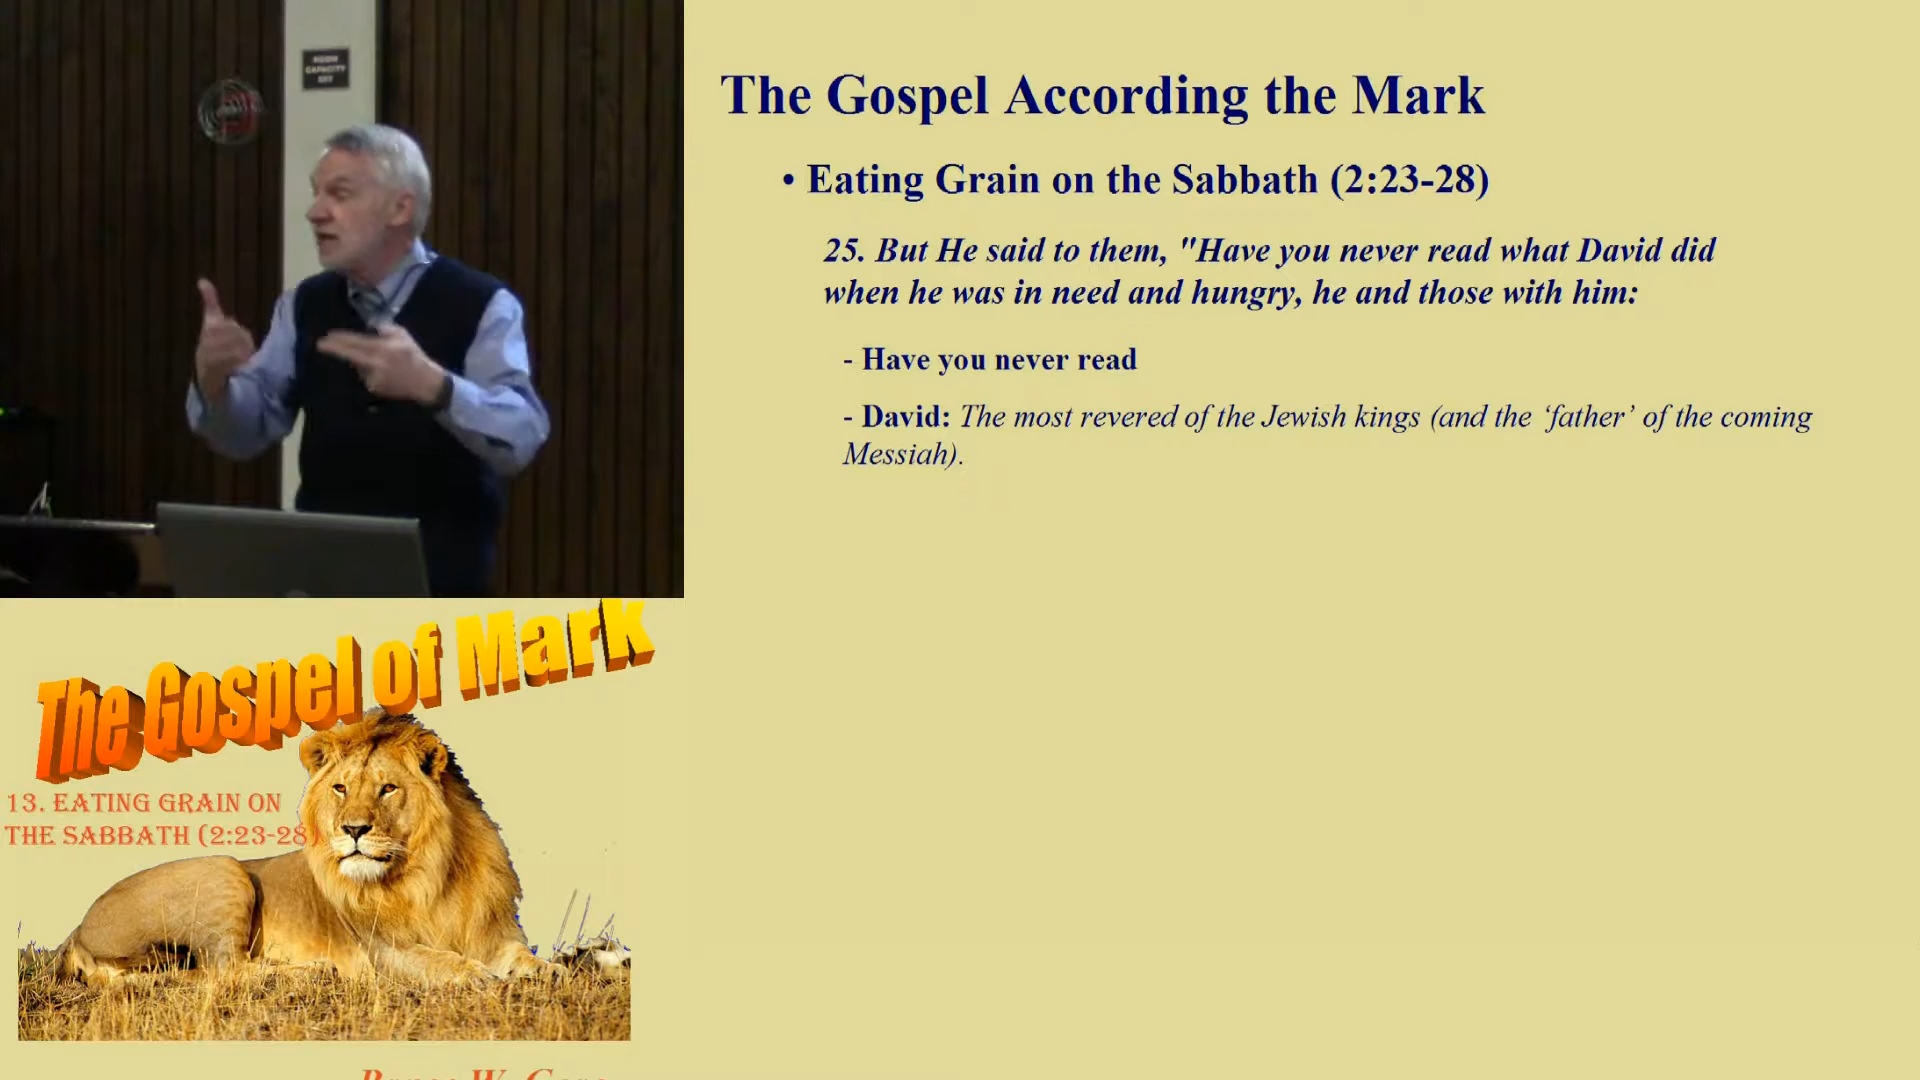 ROOM
CAPACITY
The Gospel According the Mark
• Eating Grain on the Sabbath (2:23-28)
25. But He said to them, "Have you never read what David did
when he was in need and hungry, he and those with him:
- Have you never read
- David: The most revered of the Jewish kings (and the ‘father’ of the coming
Messiah).
The Gospel of Mark
13. EATING GRAIN ON
THE SABBATH (2:23-28)